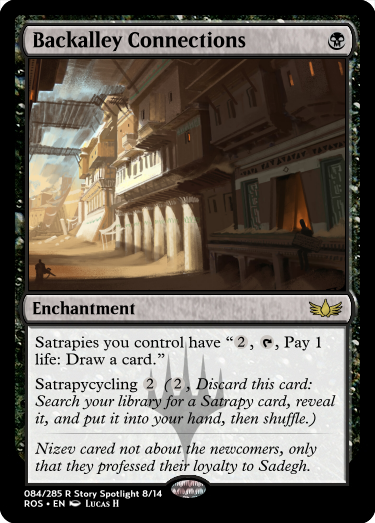 Backalley Connections
Enchantment
Satrapies you control have “2, , Pay 1
life: Draw a card.”
Satrapycycling 2 (2, Discard this card:
Search your library for a Satrapy card, reveal
it, and put it into your hand, then shuffle.)
Nizev cared not about the newcomers, only
that they professed their loyalty to Sadegh.
084/285 R Story Spotlight 8/14
ROS • EN Lucas H